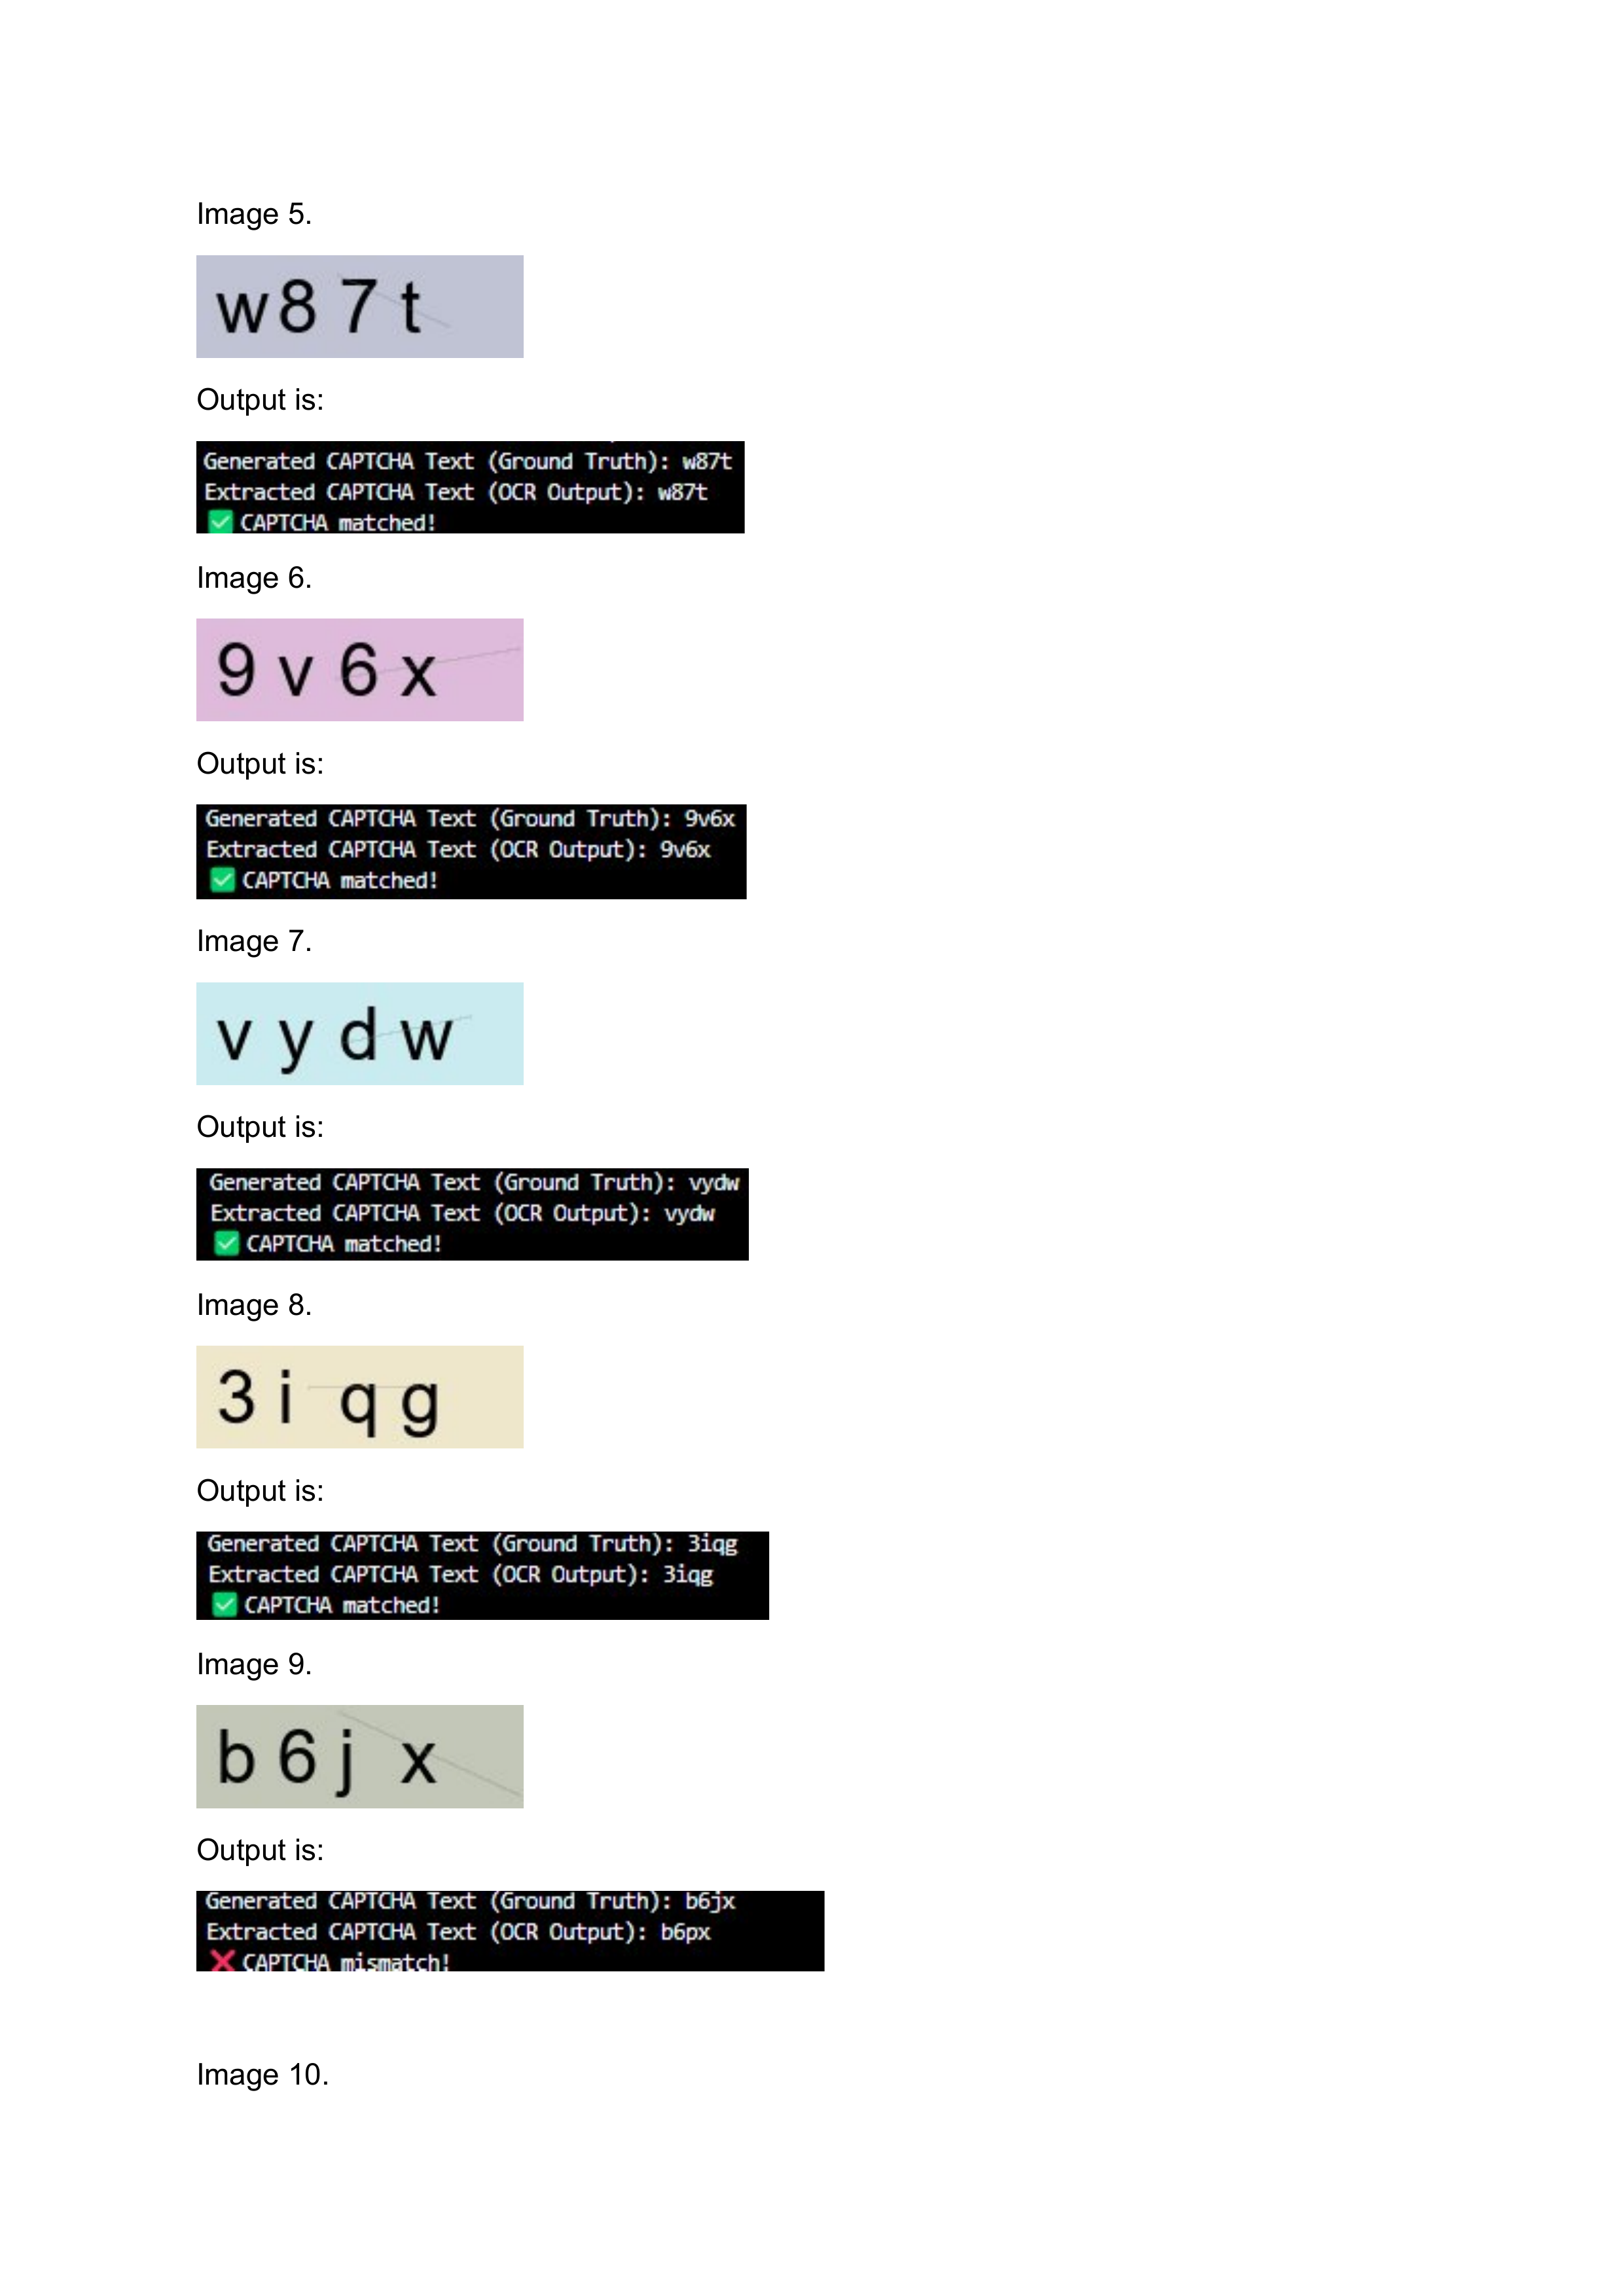 Image 5.
w87t
Output is:
Generated CAPTCHA Text (Ground Truth): w87t
Extracted CAPTCHA Text (OCR Output): w87t
✅ CAPTCHA matched!
Image 6.
9 v 6 x
Output is:
Generated CAPTCHA Text (Ground Truth): 9v6x
Extracted CAPTCHA Text (OCR Output): 9v6x
✅ CAPTCHA matched!
Image 7.
v y d w
Output is:
Generated CAPTCHA Text (Ground Truth): vydw
Extracted CAPTCHA Text (OCR Output): vydw
✅ CAPTCHA matched!
Image 8.
3 i q g
Output is:
Generated CAPTCHA Text (Ground Truth): 3iqg
Extracted CAPTCHA Text (OCR Output): 3iqg
✅ CAPTCHA matched!
Image 9.
b 6 j x
Output is:
Generated CAPTCHA Text (Ground Truth): b6jx
Extracted CAPTCHA Text (OCR Output): b6px
❌ CAPTCHA mismatch!
Image 10.